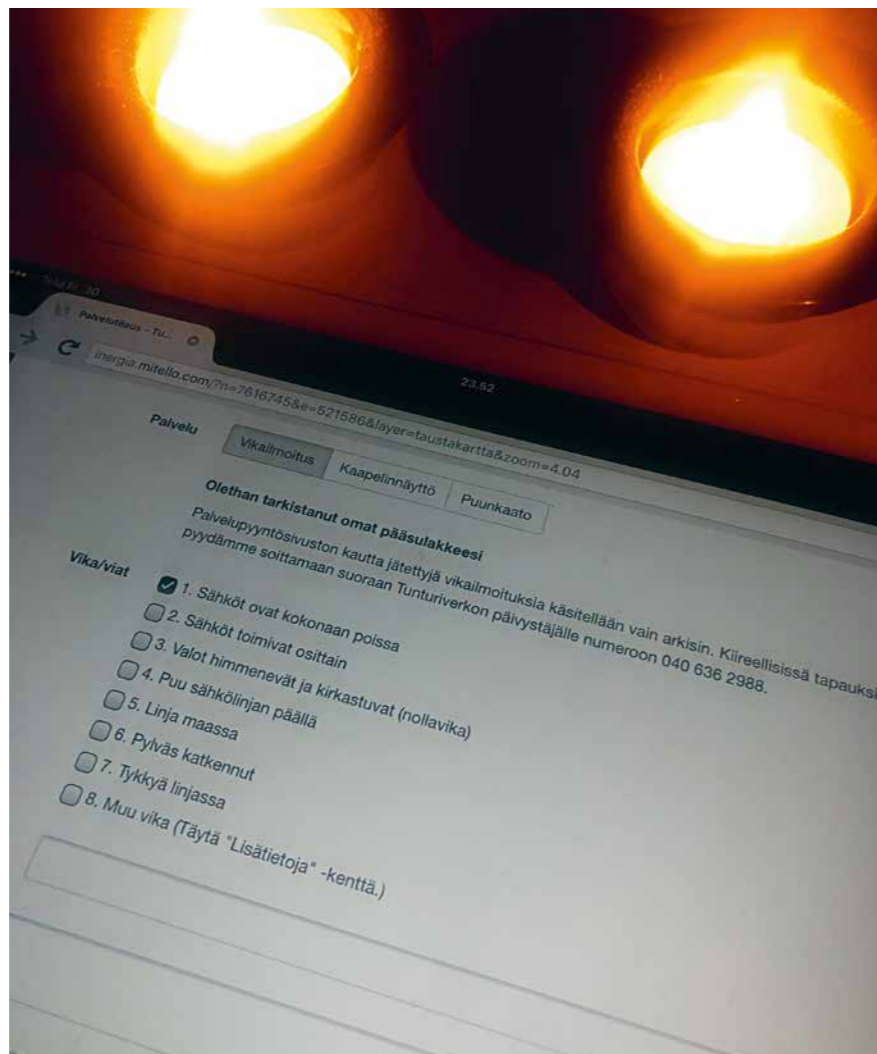 23.52
Palvelutilaus - Tu...
inergia.mitello.com/?n=7616745&e=521586&layer=taustakartta&zoom=4.04
Palvelu
Vikailmoitus Kaapelinnäyttö Puunkaato
Olethan tarkistanut omat pääsulakkeesi
Palvelupyyntösivuston kautta jätettyjä vikailmoituksia käsitellään vain arkisin. Kiireellisissä tapauksi
pyydämme soittamaan suoraan Tunturiverkon päivystäjälle numeroon 040 636 2988.
Vika/viat
1. Sähköt ovat kokonaan poissa
2. Sähköt toimivat osittain
3. Valot himmenevät ja kirkastuvat (nollavika)
4. Puu sähkölinjan päällä
5. Linja maassa
6. Pylväs katkennut
7. Tykkyä linjassa
8. Muu vika (Täytä "Lisätietoja" -kenttä.)